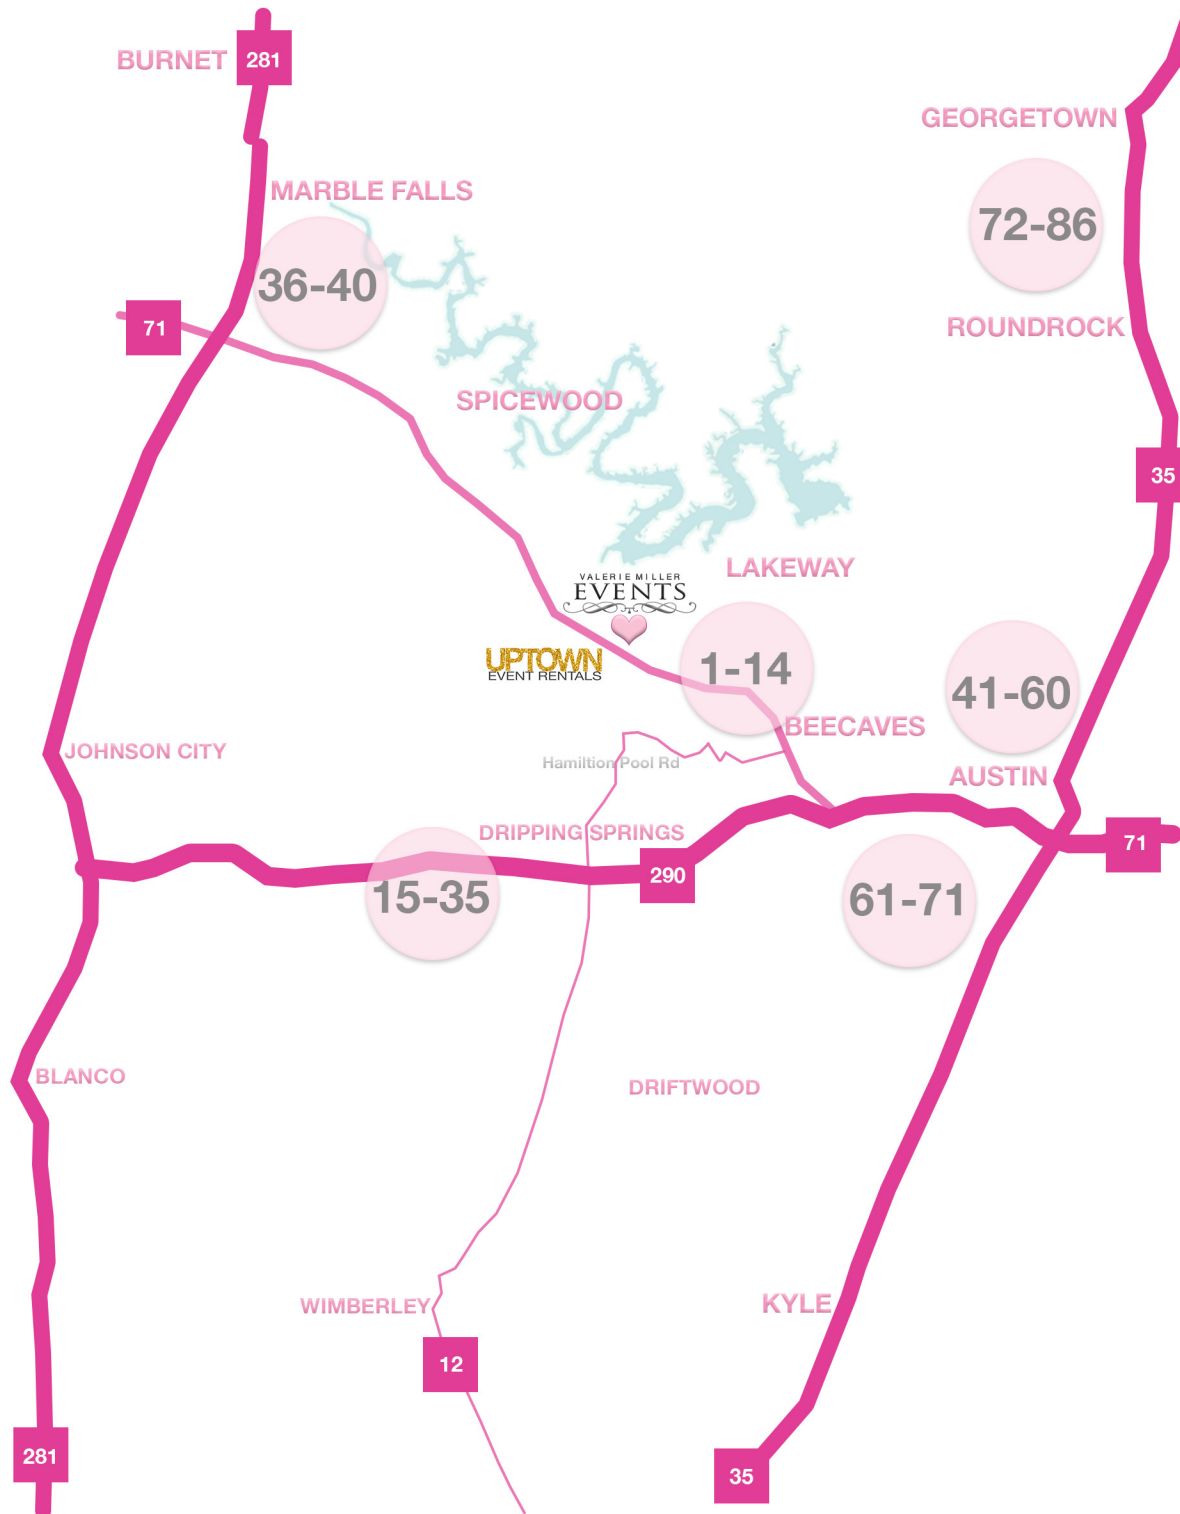 BURNET
281
GEORGETOWN
MARBLE FALLS
72-86
36-40
71
ROUNDROCK
SPICEWOOD
35
LAKEWAY
VALERIE MILLER
EVENTS
UPTOWN
EVENT RENTALS
1-14
41-60
BEECAVES
JOHNSON CITY
Hamiltion Pool Rd
AUSTIN
DRIPPING SPRINGS
71
290
15-35
61-71
BLANCO
DRIFTWOOD
WIMBERLEY
KYLE
12
281
35